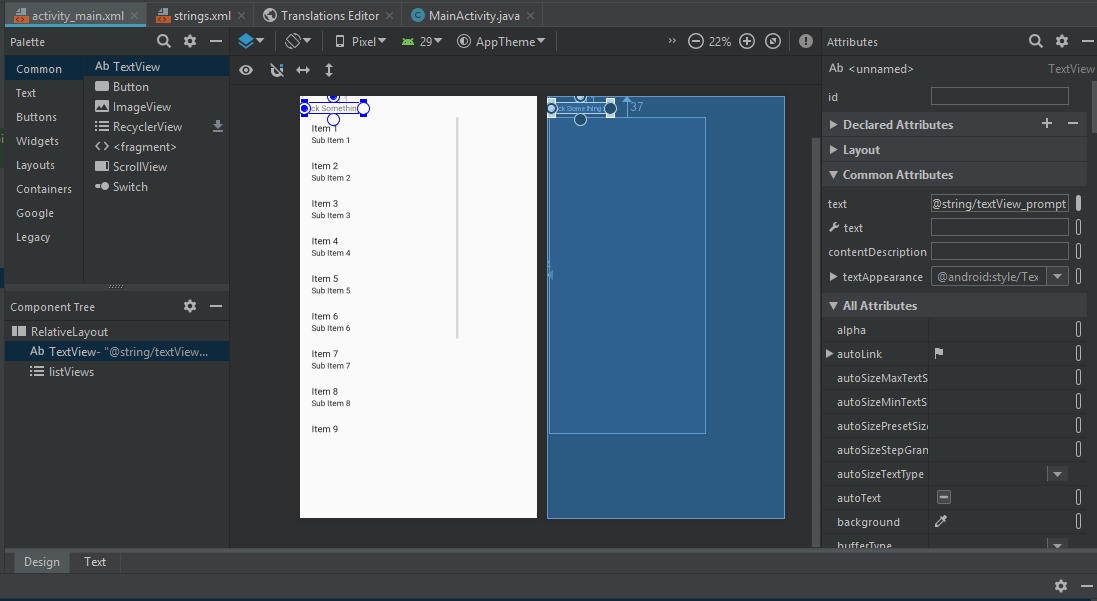 activity_main.xml
strings.xml
Translations Editor
MainActivity.java
Palette
Pixel
29
AppTheme
22%
Attributes
Common
Text
Buttons
Widgets
Layouts
Containers
Google
Legacy
Ab TextView
Button
ImageView
RecyclerView
<fragment>
ScrollView
Switch
Component Tree
RelativeLayout
Ab TextView- "@string/textView...
listViews
ck Somethin
Item 1
Sub Item 1
Item 2
Sub Item 2
Item 3
Sub Item 3
Item 4
Sub Item 4
Item 5
Sub Item 5
Item 6
Sub Item 6
Item 7
Sub Item 7
Item 8
Sub Item 8
Item 9
ck Something
37
Ab <unnamed>
TextView
id
Declared Attributes
Layout
Common Attributes
text
@string/textView_prompt
text
contentDescription
textAppearance
@android:style/Tex
All Attributes
alpha
autoLink
autoSizeMaxTextS
autoSizeMinTextS
autoSizePresetSize
autoSizeStepGran
autoSizeTextType
autoText
background
bufferType
Design
Text